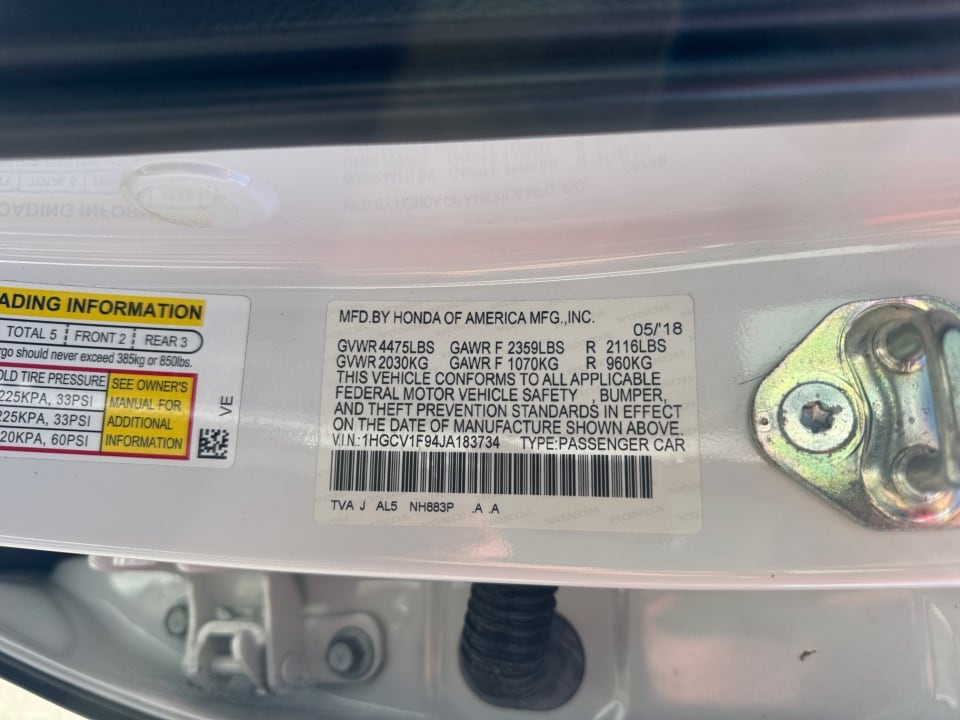 ADING INFORMATION
TOTAL 5 FRONT 2 REAR 3
rgo should never exceed 385kg or 850lbs.
OLD TIRE PRESSURE
225KPA, 33PSI
225KPA, 33PSI
20KPA, 60PSI
SEE OWNER'S
MANUAL FOR
ADDITIONAL
INFORMATION
VE
MFD.BY HONDA OF AMERICA MFG.,INC.
05/'18
GVWR 4475LBS GAWR F 2359LBS R 2116LBS
GVWR 2030KG GAWR F 1070KG R 960KG
THIS VEHICLE CONFORMS TO ALL APPLICABLE
FEDERAL MOTOR VEHICLE SAFETY , BUMPER,
AND THEFT PREVENTION STANDARDS IN EFFECT
ON THE DATE OF MANUFACTURE SHOWN ABOVE.
V.I.N.:1HGCV1F94JA183734 TYPE:PASSENGER CAR
TVA J AL5 NH883P .A .A